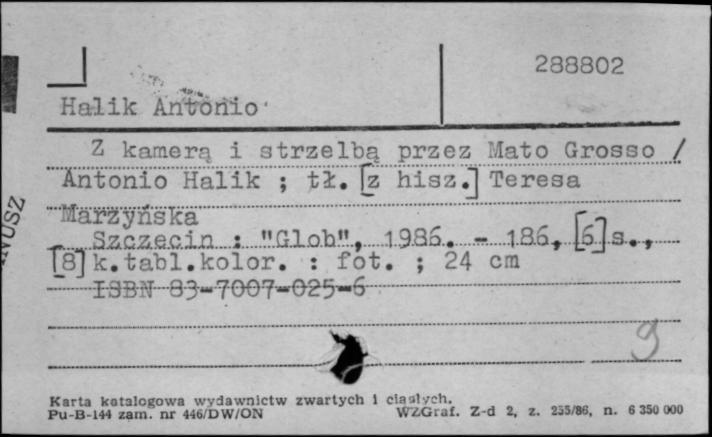 288802
Halik Antonio
Z kamerą i strzelbą przez Mato Grosso /
Antonio Halik ; tł. [z hisz.] Teresa
Marzyńska
Szczecin : "Glob", 1986. - 186, [6]s.,
[8]k.tabl.kolor. : fot. ; 24 cm
ISBN 83-7007-025-6
9
Karta katalogowa wydawnictw zwartych i ciągłych.
Pu-B-144 zam. nr 446/DW/ON WZGraf. Z-d 2, z. 255/86, n. 6 350 000